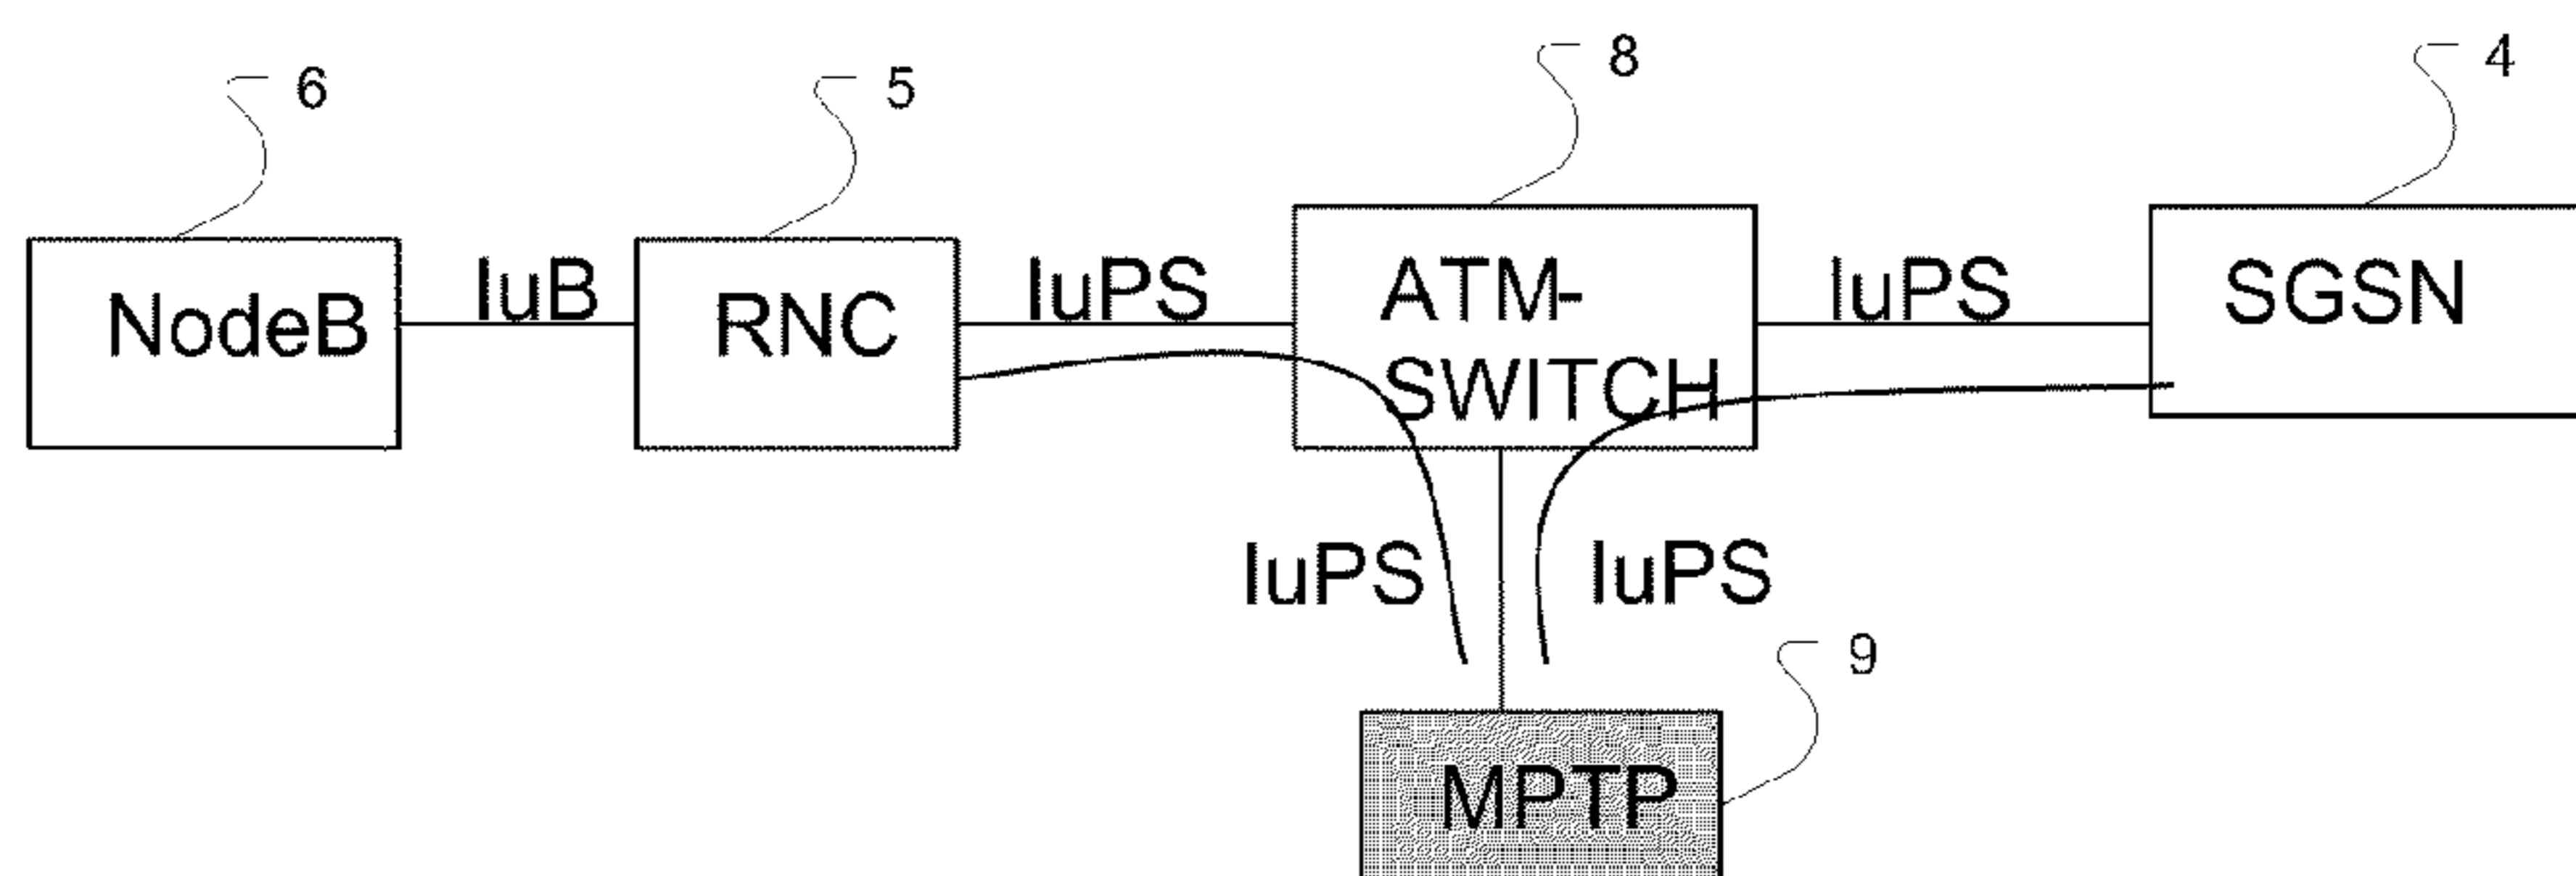 6
5
8
4
NodeB
IuB
RNC
IuPS
ATM-
SWITCH
IuPS
SGSN
IuPS
IuPS
9
MPTP